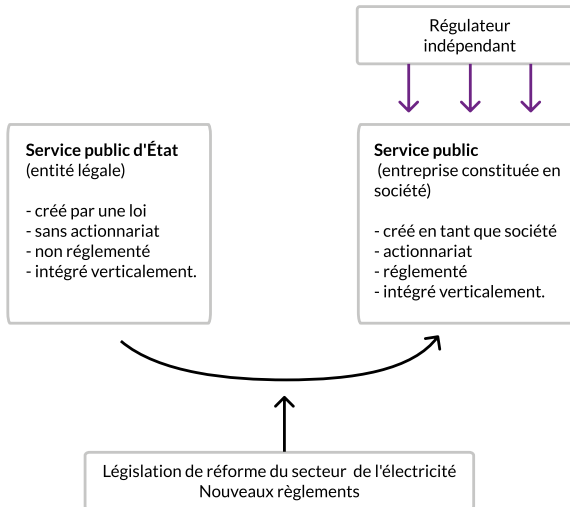 Régulateur
indépendant
Service public d'État
(entité légale)
- créé par une loi
- sans actionnariat
- non réglementé
- intégré verticalement.
Service public
(entreprise constituée en
société)
- créé en tant que société
- actionnariat
- réglementé
- intégré verticalement.
Législation de réforme du secteur de l'électricité
Nouveaux règlements